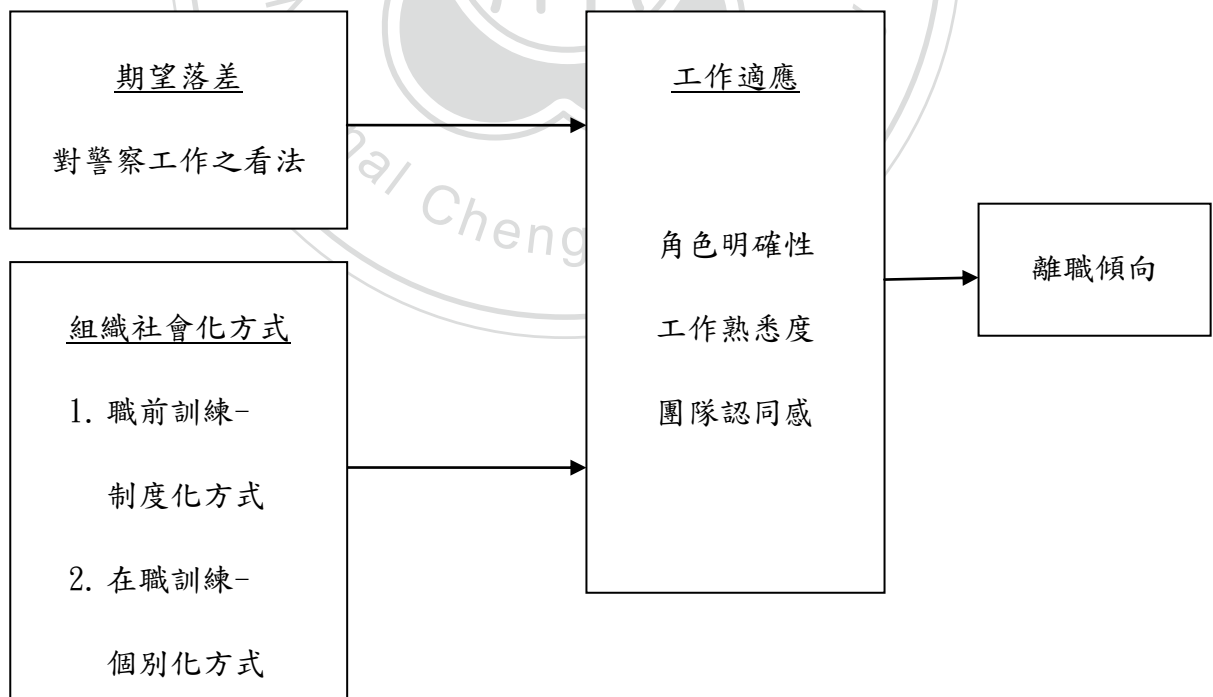 期望落差
對警察工作之看法
組織社會化方式
1. 職前訓練-
制度化方式
2. 在職訓練-
個別化方式
工作適應
角色明確性
工作熟悉度
團隊認同感
離職傾向
nal Cheng